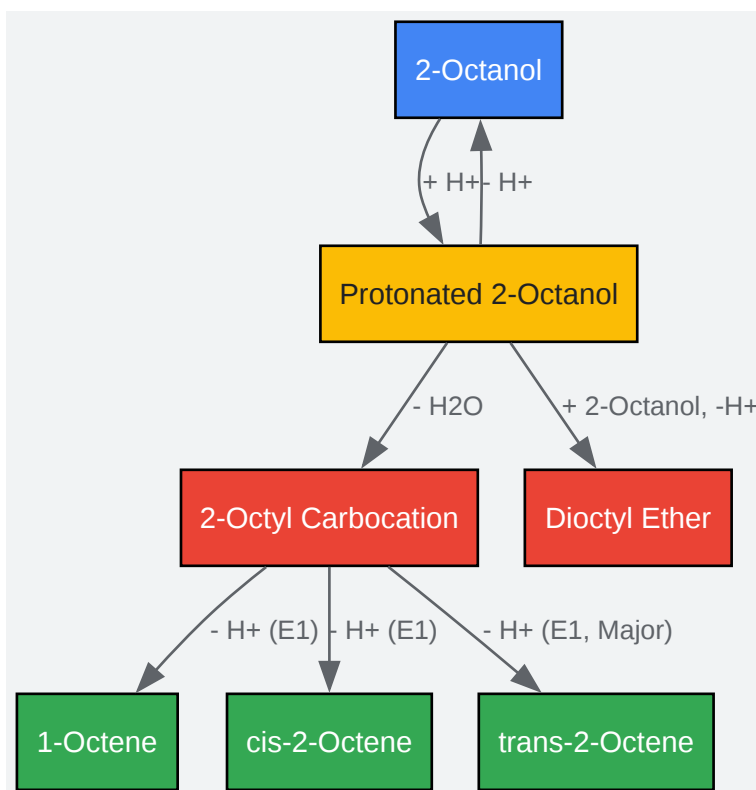 2-Octanol
+ H+
- H+
Protonated 2-Octanol
- H2O
+ 2-Octanol, -H+
2-Octyl Carbocation
Dioctyl Ether
- H+ (E1)
- H+ (E1)
- H+ (E1, Major)
1-Octene
cis-2-Octene
trans-2-Octene